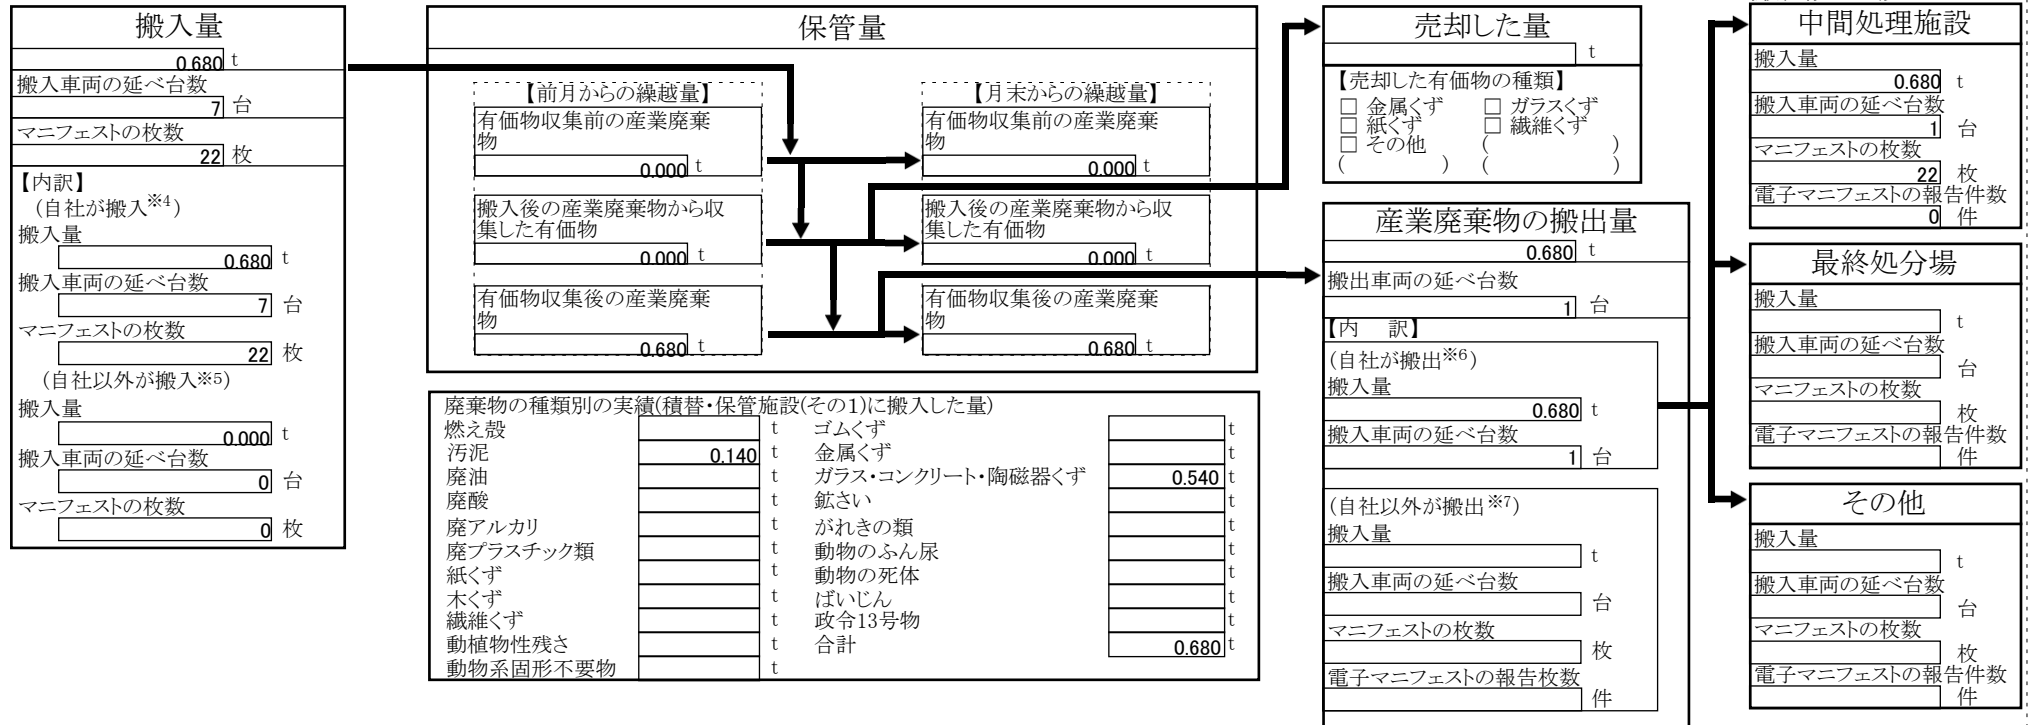 搬入量
0.680 t
搬入車両の延べ台数
7 台
マニフェストの枚数
22 枚
【内訳】
(自社が搬入※4)
搬入量
0.680 t
搬入車両の延べ台数
7 台
マニフェストの枚数
22 枚
(自社以外が搬入※5)
搬入量
0.000 t
搬入車両の延べ台数
0 台
マニフェストの枚数
0 枚
保管量
【前月からの繰越量】
有価物収集前の産業廃棄
物
0.000 t
搬入後の産業廃棄物から収
集した有価物
0.000 t
有価物収集後の産業廃棄
物
0.680 t
【月末からの繰越量】
有価物収集前の産業廃棄
物
0.000 t
搬入後の産業廃棄物から収
集した有価物
0.000 t
有価物収集後の産業廃棄
物
0.680 t
廃棄物の種類別の実績(積替・保管施設(その1)に搬入した量)
燃え殻 t ゴムくず t
汚泥 0.140 t 金属くず t
廃油 t ガラス・コンクリート・陶磁器くず 0.540 t
廃酸 t 鉱さい t
廃アルカリ t がれきの類 t
廃プラスチック類 t 動物のふん尿 t
紙くず t 動物の死体 t
木くず t ばいじん t
繊維くず t 政令13号物 t
動植物性残さ t 合計 0.680 t
動物系固形不要物 t
売却した量
t
【売却した有価物の種類】
□ 金属くず □ ガラスくず
□ 紙くず □ 繊維くず
□ その他 ( )
( ) ( )
産業廃棄物の搬出量
0.680 t
搬出車両の延べ台数
1 台
【内 訳】
(自社が搬出※6)
搬入量
0.680 t
搬入車両の延べ台数
1 台
(自社以外が搬出※7)
搬入量
t
搬入車両の延べ台数
台
マニフェストの枚数
枚
電子マニフェストの報告枚数
件
中間処理施設
搬入量
0.680 t
搬入車両の延べ台数
1 台
マニフェストの枚数
22 枚
電子マニフェストの報告件数
0 件
最終処分場
搬入量
t
搬入車両の延べ台数
台
マニフェストの枚数
枚
電子マニフェストの報告件数
件
その他
搬入量
t
搬入車両の延べ台数
台
マニフェストの枚数
枚
電子マニフェストの報告件数
件